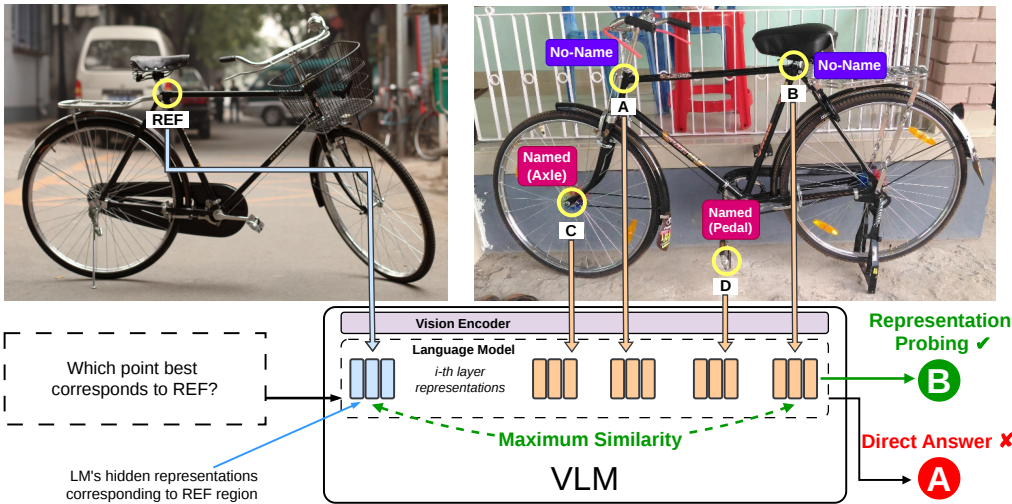 REF
No-Name
A
No-Name
B
Named
(Axle)
C
Named
(Pedal)
D
Which point best
corresponds to REF?
Vision Encoder
Language Model
i-th layer
representations
Maximum Similarity
VLM
LM's hidden representations
corresponding to REF region
Representation
Probing ✔
B
Direct Answer ✘
A